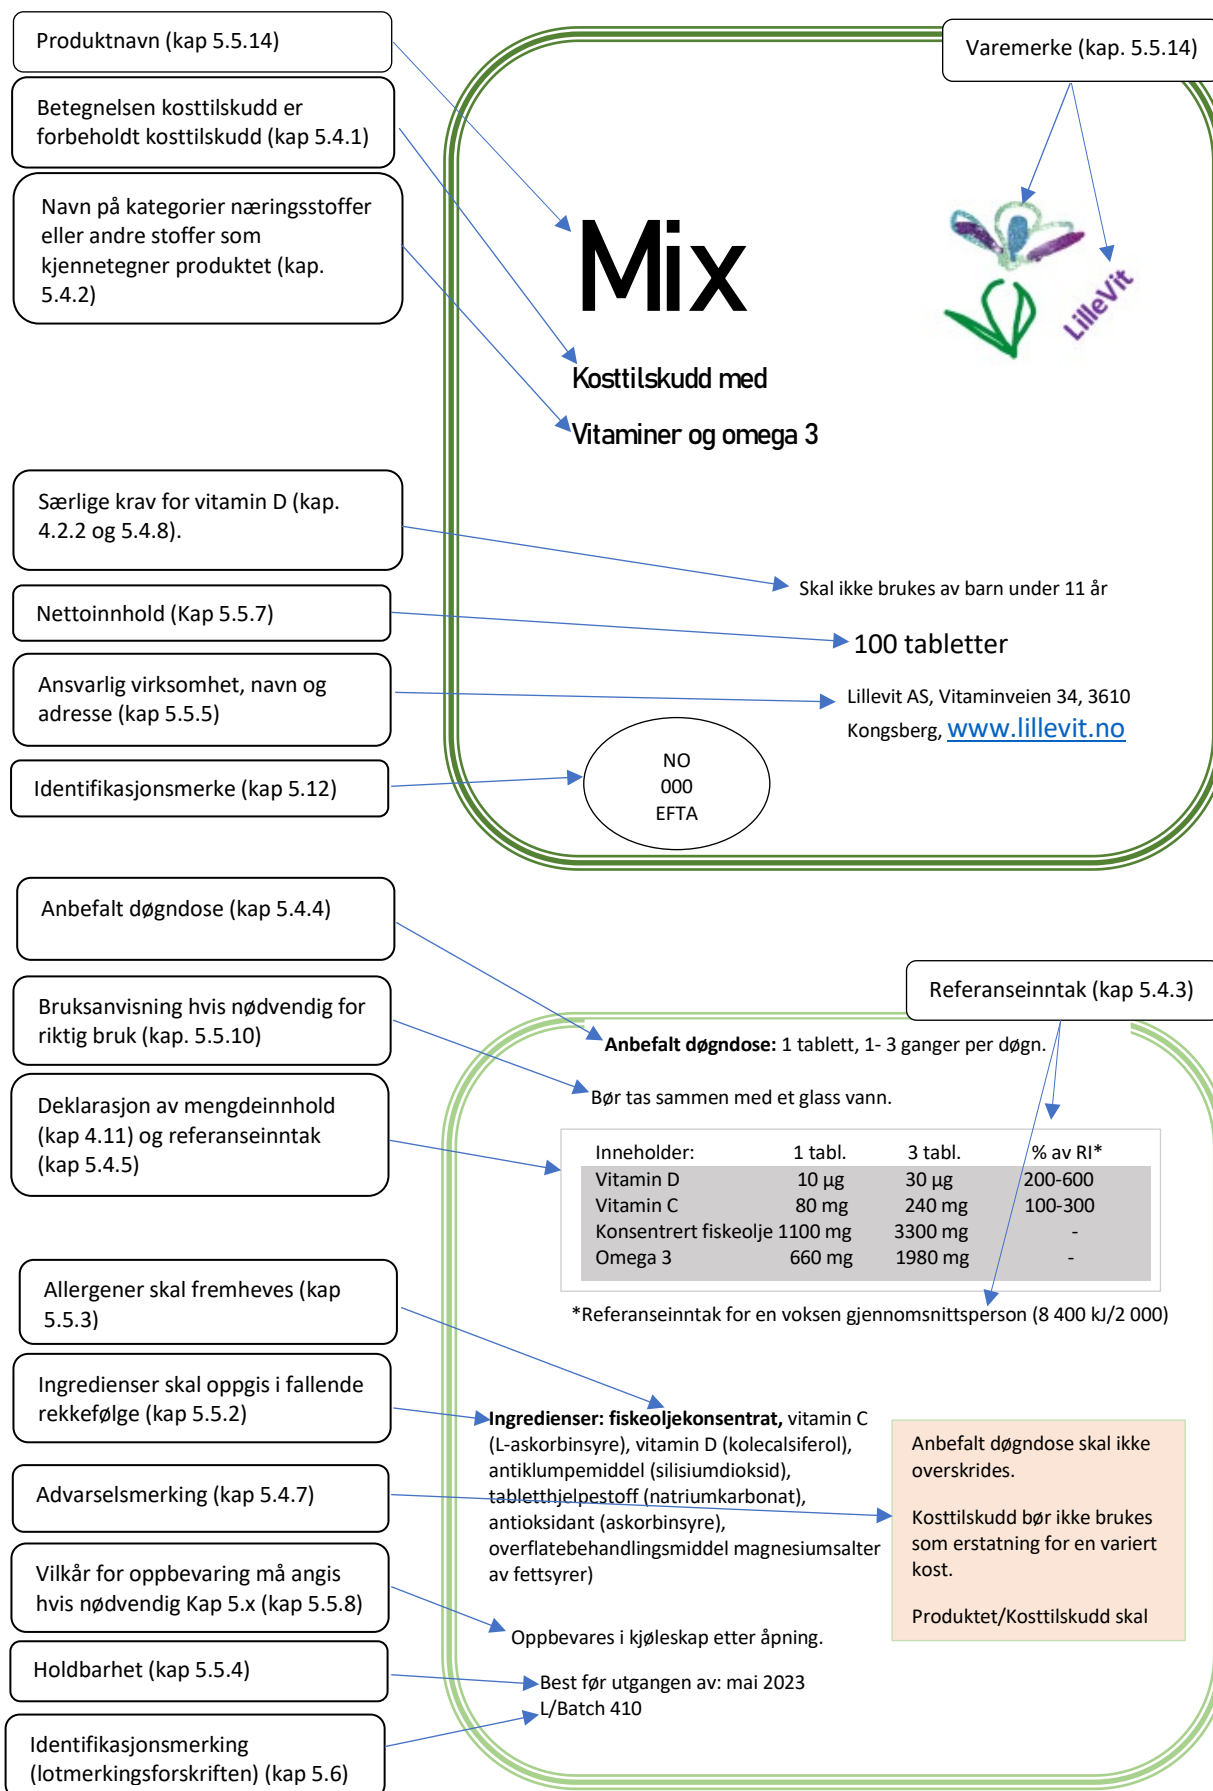 Produktnavn (kap 5.5.14)
Varemerke (kap. 5.5.14)
Betegnelsen kosttilskudd er
forbeholdt kosttilskudd (kap 5.4.1)
Navn på kategorier næringsstoffer
eller andre stoffer som
kjennetegner produktet (kap.
5.4.2)
Mix
LilleVit
Kosttilskudd med
Vitaminer og omega 3
Særlige krav for vitamin D (kap.
4.2.2 og 5.4.8).
Skal ikke brukes av barn under 11 år
Nettoinnhold (Kap 5.5.7)
100 tabletter
Ansvarlig virksomhet, navn og
adresse (kap 5.5.5)
Lillevit AS, Vitaminveien 34, 3610
Kongsberg, www.lillevit.no
Identifikasjonsmerke (kap 5.12)
NO
000
EFTA
Anbefalt døgndose (kap 5.4.4)
Referanseinntak (kap 5.4.3)
Bruksanvisning hvis nødvendig for
riktig bruk (kap. 5.5.10)
Anbefalt døgndose: 1 tablett, 1- 3 ganger per døgn.
Bør tas sammen med et glass vann.
Deklarasjon av mengdeinnhold
(kap 4.11) og referanseinntak
(kap 5.4.5)
Inneholder: 1 tabl. 3 tabl. % av RI*
Vitamin D 10 µg 30 µg 200-600
Vitamin C 80 mg 240 mg 100-300
Konsentrert fiskeolje 1100 mg 3300 mg -
Omega 3 660 mg 1980 mg -
*Referanseinntak for en voksen gjennomsnittsperson (8 400 kJ/2 000)
Allergener skal fremheves (kap
5.5.3)
Ingredienser skal oppgis i fallende
rekkefølge (kap 5.5.2)
Ingredienser: fiskeoljekonsentrat, vitamin C
(L-askorbinsyre), vitamin D (kolecalsiferol),
antiklumpemiddel (silisiumdioksid),
tabletthjelpestoff (natriumkarbonat),
antioksidant (askorbinsyre),
overflatebehandlingsmiddel magnesiumsalter
av fettsyrer)
Anbefalt døgndose skal ikke
overskrides.
Kosttilskudd bør ikke brukes
som erstatning for en variert
kost.
Produktet/Kosttilskudd skal
Advarselsmerking (kap 5.4.7)
Vilkår for oppbevaring må angis
hvis nødvendig Kap 5.x (kap 5.5.8)
Oppbevares i kjøleskap etter åpning.
Holdbarhet (kap 5.5.4)
Best før utgangen av: mai 2023
L/Batch 410
Identifikasjonsmerking
(lotmerkingsforskriften) (kap 5.6)